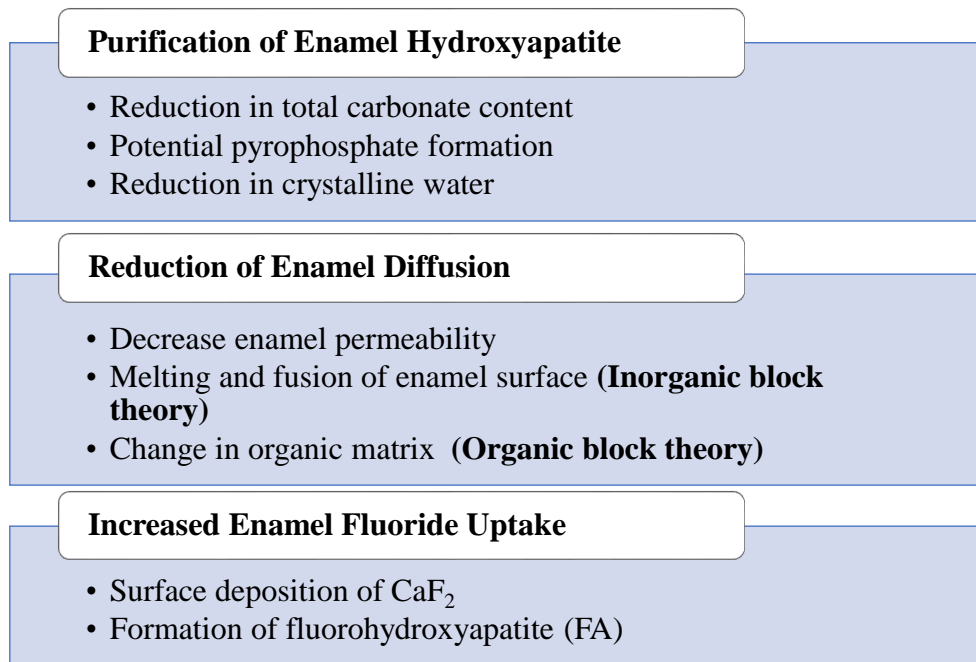 Purification of Enamel Hydroxyapatite
• Reduction in total carbonate content
• Potential pyrophosphate formation
• Reduction in crystalline water
Reduction of Enamel Diffusion
• Decrease enamel permeability
• Melting and fusion of enamel surface (Inorganic block
theory)
• Change in organic matrix (Organic block theory)
Increased Enamel Fluoride Uptake
• Surface deposition of CaF₂
• Formation of fluorohydroxyapatite (FA)